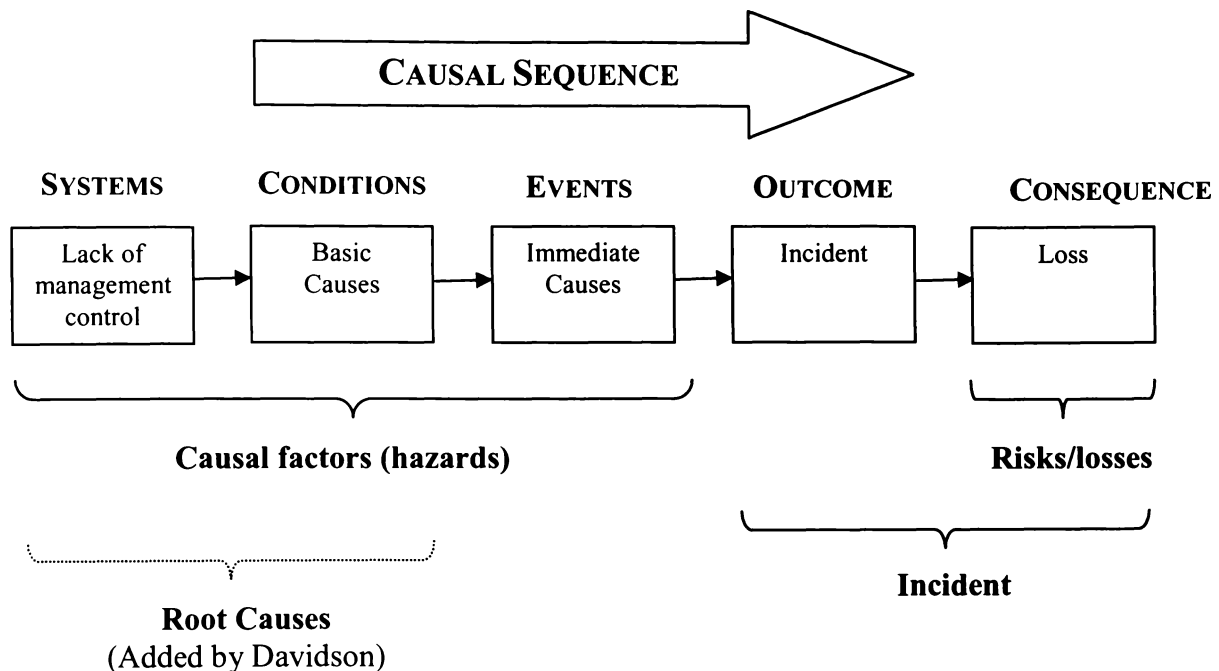 CAUSAL SEQUENCE
SYSTEMS
CONDITIONS
EVENTS
OUTCOME
CONSEQUENCE
Lack of
management
control
Basic
Causes
Immediate
Causes
Incident
Loss
Causal factors (hazards)
Risks/losses
Incident
Root Causes
(Added by Davidson)